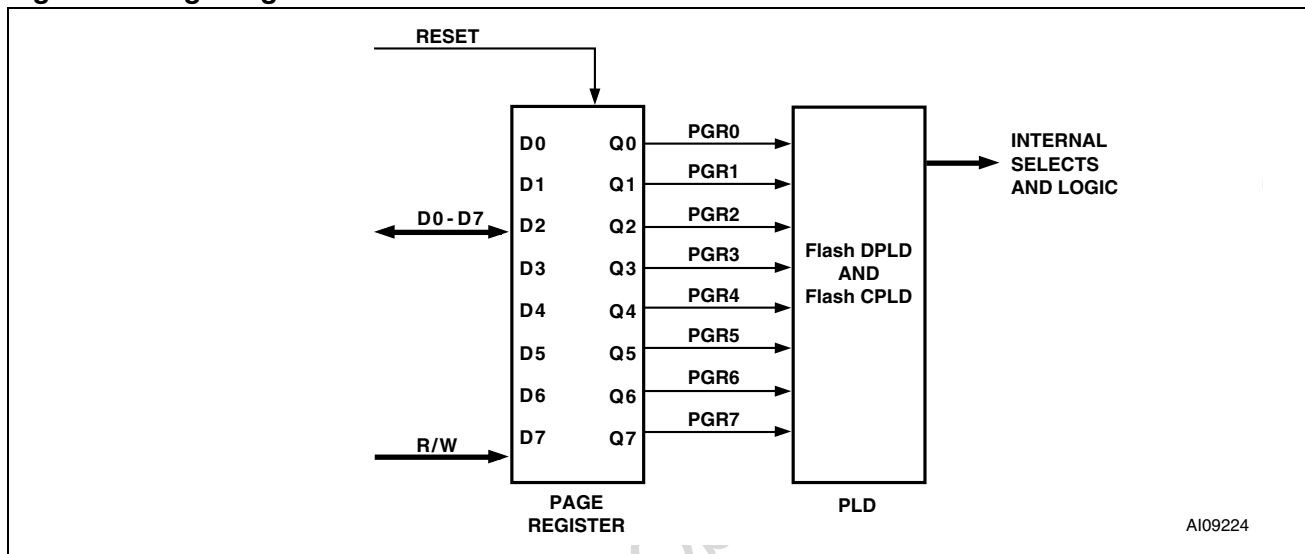 RESET
D0 Q0 PGR0
D1 Q1 PGR1
D0-D7 D2 Q2 PGR2
D3 Q3 PGR3
D4 Q4 PGR4
D5 Q5 PGR5
D6 Q6 PGR6
R/W D7 Q7 PGR7
Flash DPLD
AND
Flash CPLD
INTERNAL
SELECTS
AND LOGIC
PAGE
REGISTER
PLD
AI09224